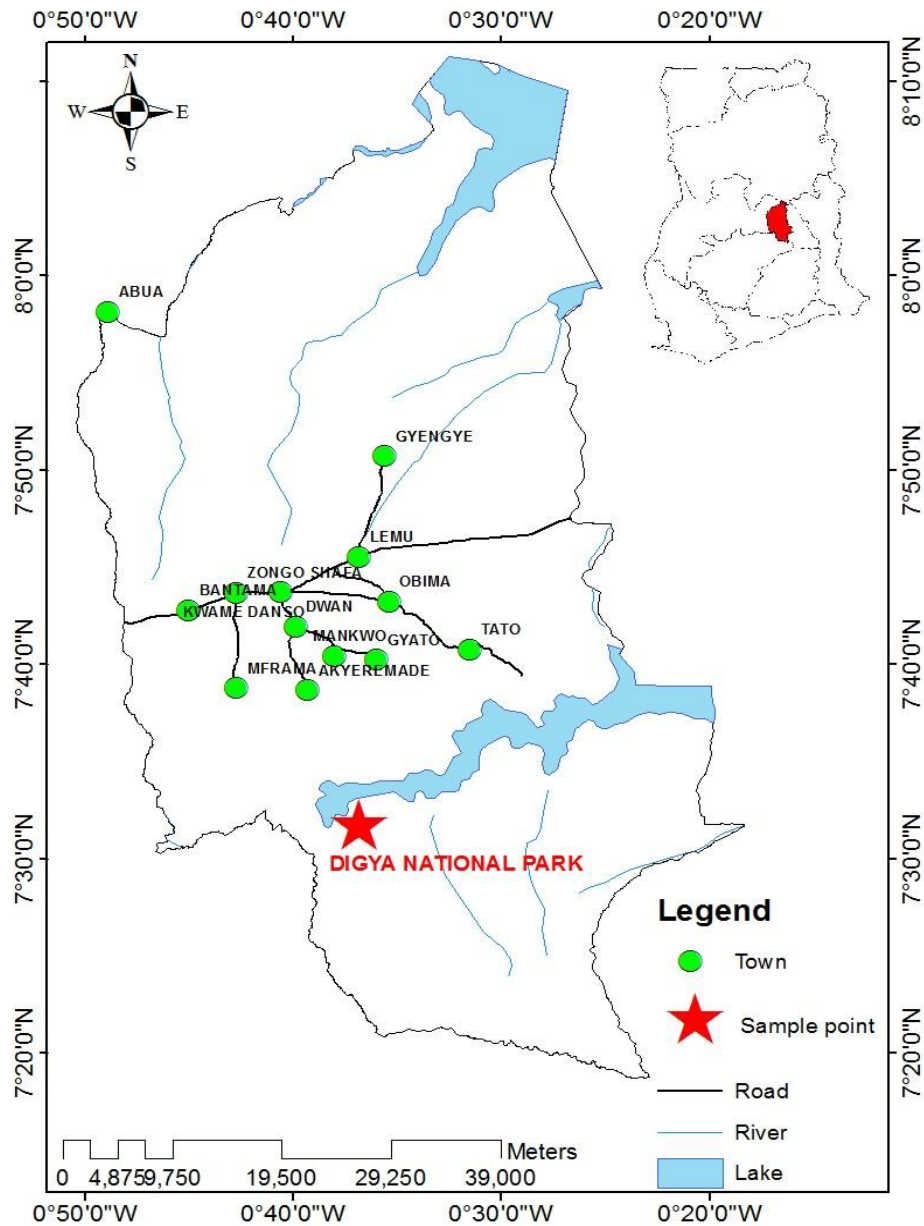 0°50'0"W 0°40'0"W 0°30'0"W 0°20'0"W
N
W E
S
8°10'0"N
8°0'0"N 8°0'0"N
ABUA
GYENGYE
7°50'0"N 7°50'0"N
LEMU
ZONGO SHAFA
BANTAMA OBIMA
KWAME DANSO DWAN
MANKWO GYATO TATO
7°40'0"N 7°40'0"N
MFRAMA AKYEREMADE
7°30'0"N 7°30'0"N
DIGYA NATIONAL PARK
Legend
Town
Sample point
7°20'0"N 7°20'0"N
Road
River
Lake
Meters
0 4,875 9,750 19,500 29,250 39,000
0°50'0"W 0°40'0"W 0°30'0"W 0°20'0"W